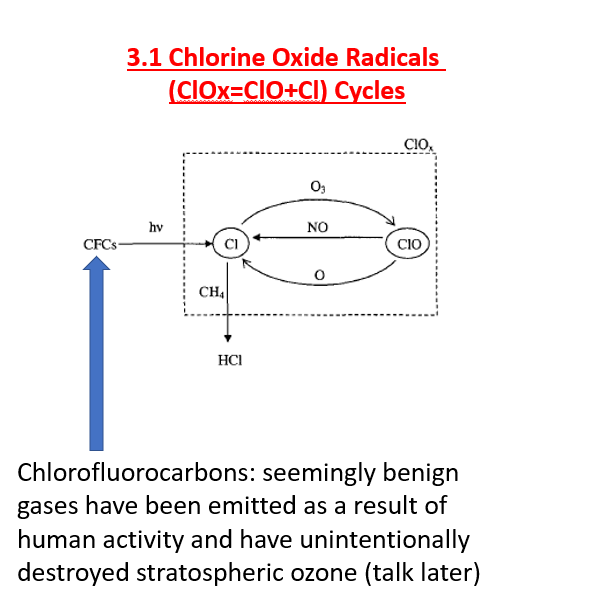 3.1 Chlorine Oxide Radicals
(ClOx=ClO+Cl) Cycles
ClOₓ
O₃
hv
NO
CFCs
Cl
ClO
O
CH₄
HCl
Chlorofluorocarbons: seemingly benign
gases have been emitted as a result of
human activity and have unintentionally
destroyed stratospheric ozone (talk later)